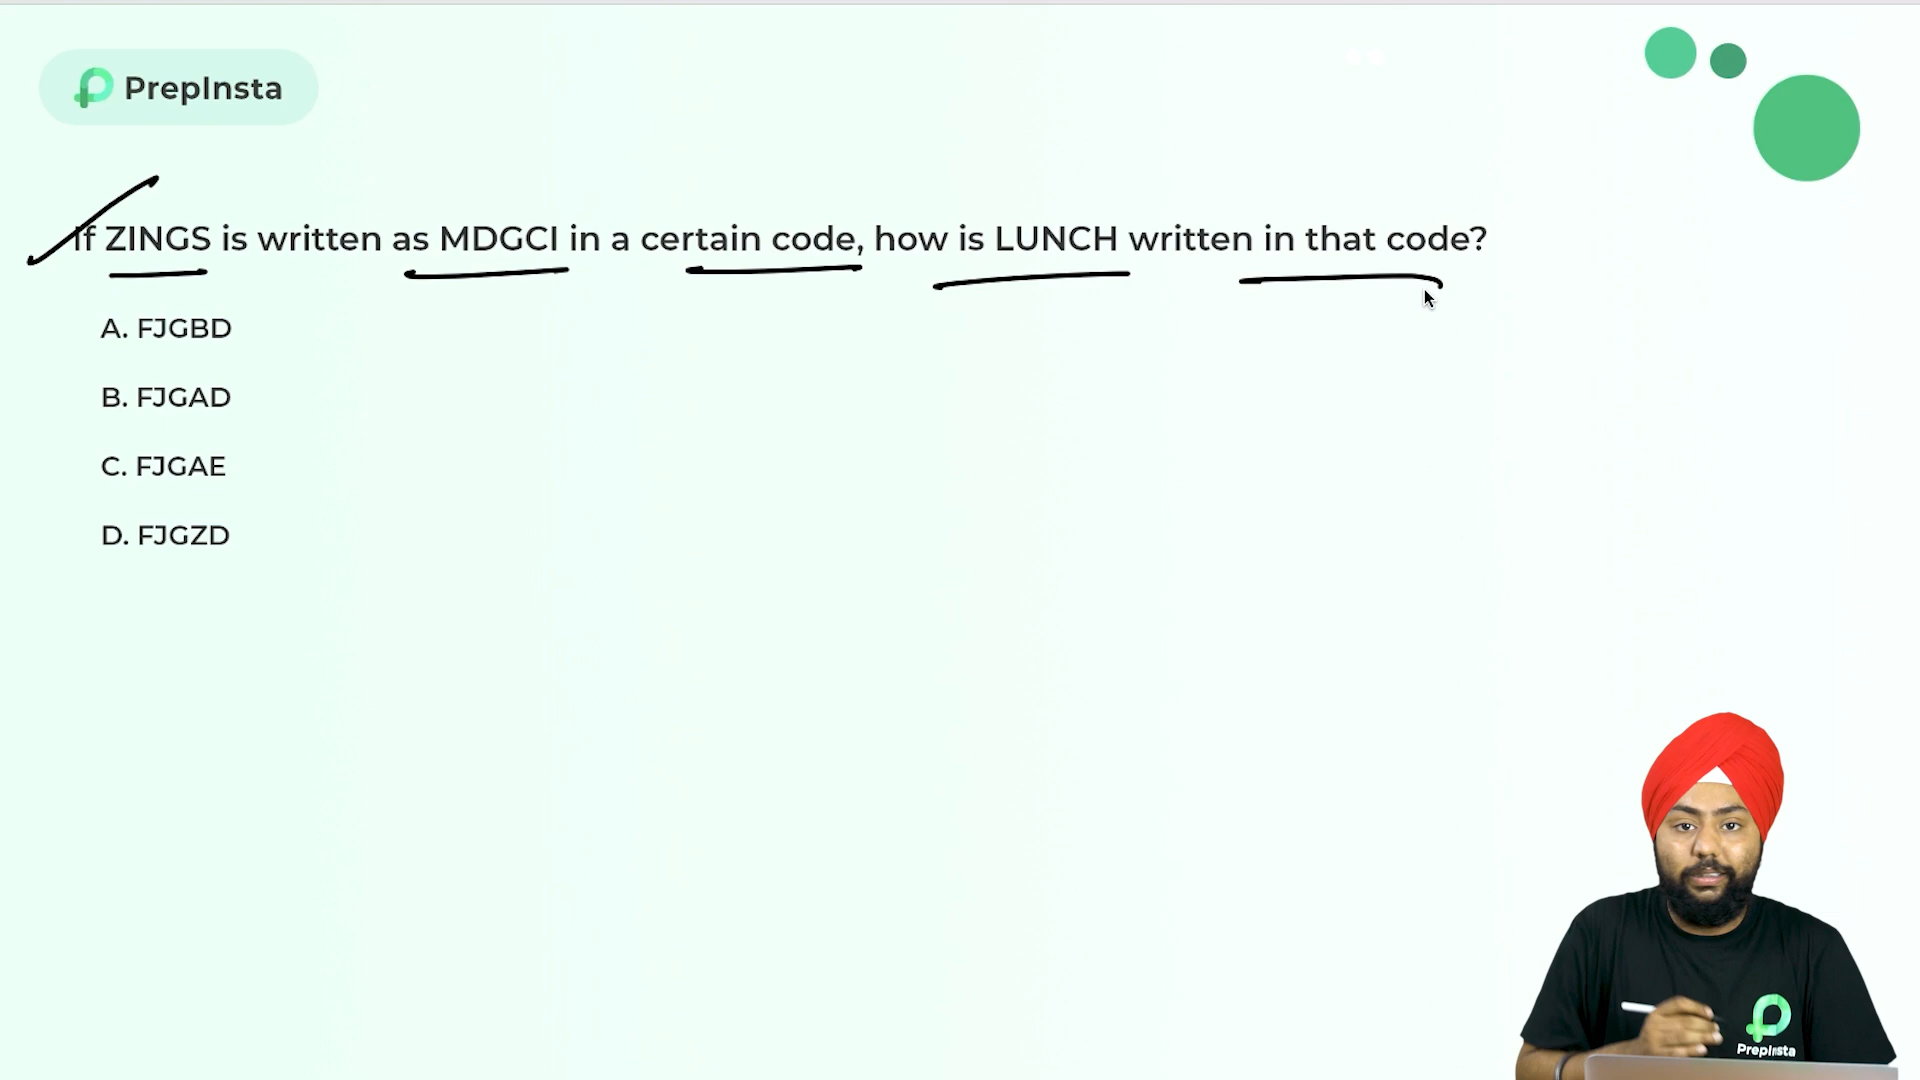 PrepInsta
If ZINGS is written as MDGCI in a certain code, how is LUNCH written in that code?
A. FJGBD
B. FJGAD
C. FJGAE
D. FJGZD
PrepInsta